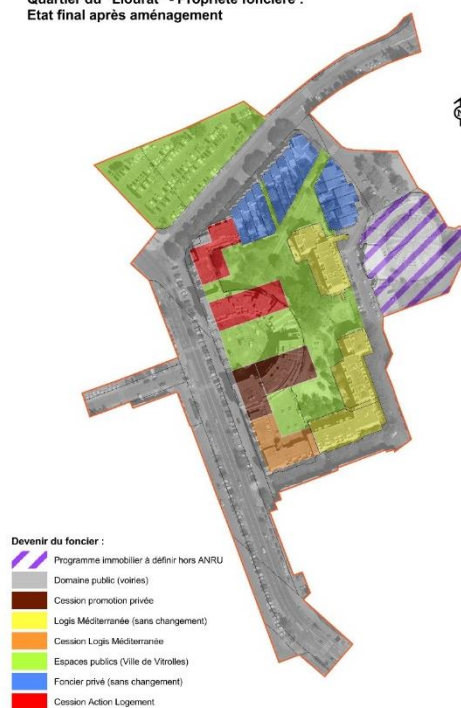 Quartier du "Liourat" - Propriété foncière :
Etat final après aménagement
Devenir du foncier :
Programme immobilier à définir hors ANRU
Domaine public (voiries)
Cession promotion privée
Logis Méditerranée (sans changement)
Cession Logis Méditerranée
Espaces publics (Ville de Vitrolles)
Foncier privé (sans changement)
Cession Action Logement